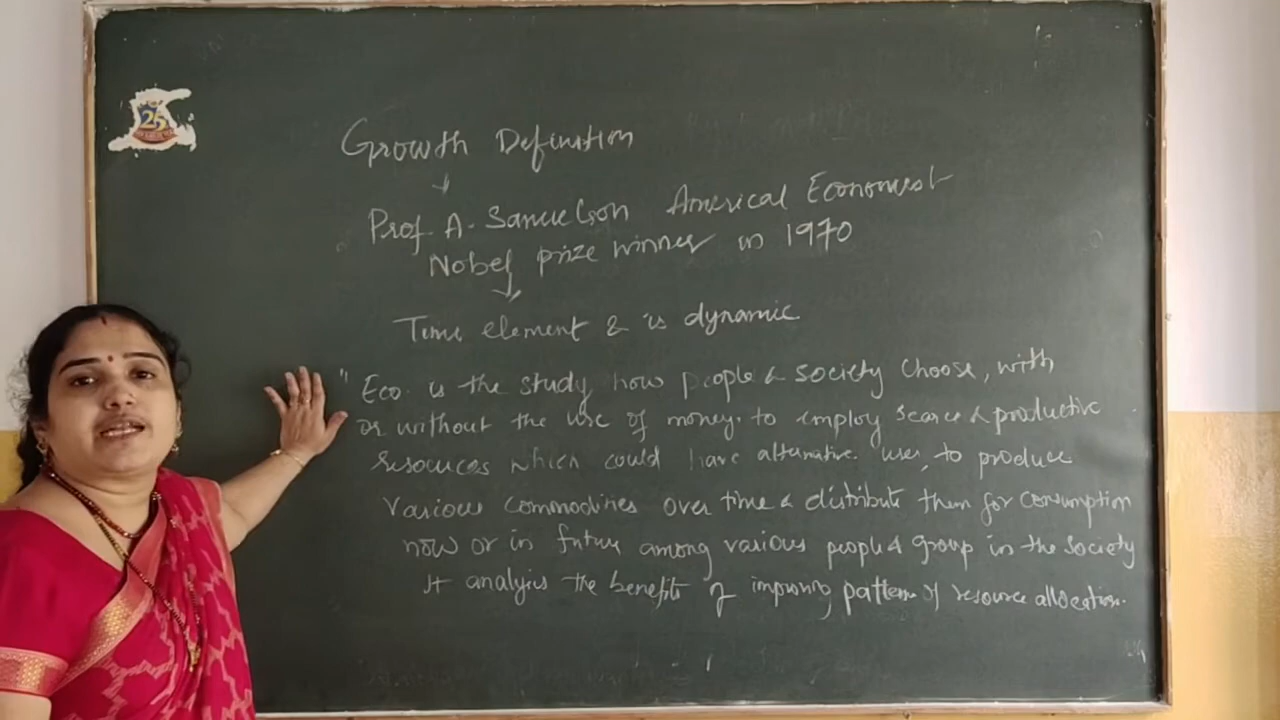 25
Growth Definition
Prof. A. Samuelson Americal Economist
Nobel prize winner in 1970
Time element & is dynamic
" Eco. is the study how people & society choose, with
or without the use of money. to employ scarce & productive
resources which could have alternative uses, to produce
various commodities over time & distribute them for consumption
now or in future among various people & group in the society
It analysis the benefits of improving pattern of resource allocation.